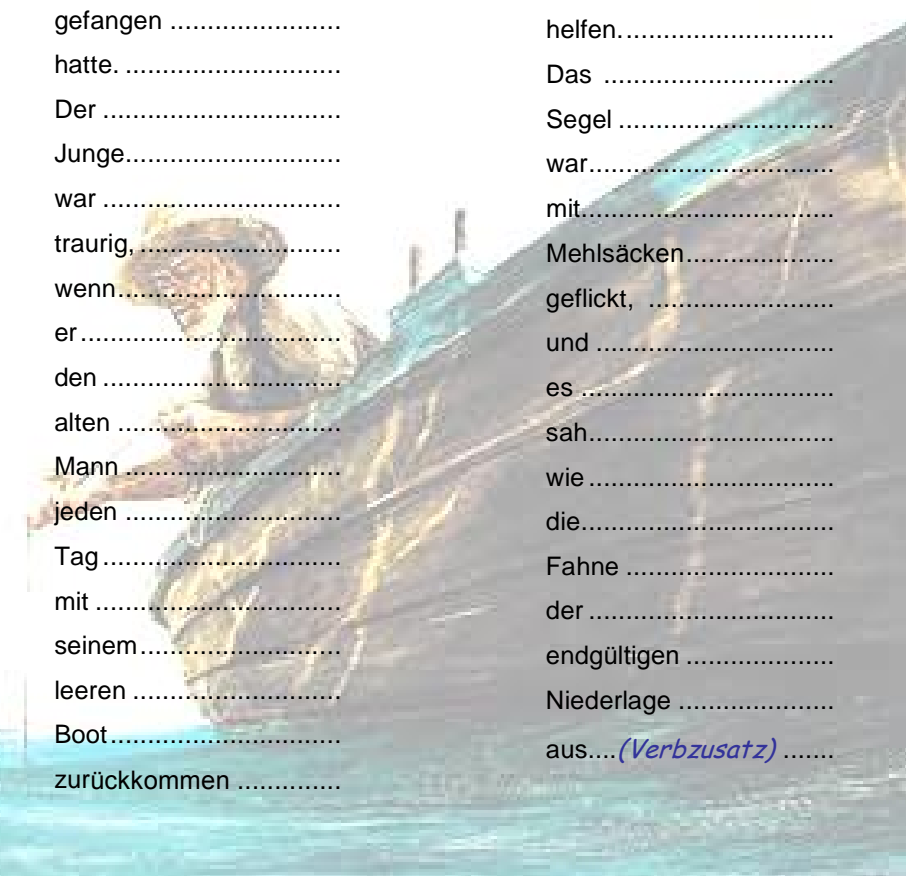 gefangen ........................
hatte. ..............................
Der .................................
Junge..............................
war .................................
traurig, ............................
wenn...............................
er.....................................
den .................................
alten ...............................
Mann ..............................
jeden ..............................
Tag..................................
mit ..................................
seinem............................
leeren .............................
Boot................................
zurückkommen ..............
helfen.............................
Das ................................
Segel ..............................
war..................................
mit...................................
Mehlsäcken....................
geflickt, ..........................
und .................................
es ...................................
sah..................................
wie ..................................
die...................................
Fahne .............................
der ..................................
endgültigen ....................
Niederlage .....................
aus....(Verbzusatz) .......